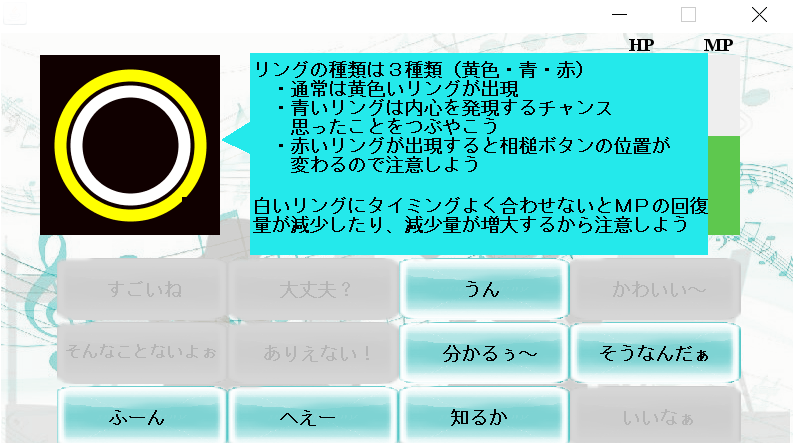 HP MP
リングの種類は３種類（黄色・青・赤）
・通常は黄色いリングが出現
・青いリングは内心を発現するチャンス
思ったことをつぶやこう
・赤いリングが出現すると相槌ボタンの位置が
変わるので注意しよう
白いリングにタイミングよく合わせないとＭＰの回復
量が減少したり、減少量が増大するから注意しよう
すごいね 大丈夫？ うん かわいい～
そんなことないよぉ ありえない！ 分かるぅ～ そうなんだぁ
ふーん へえー 知るか いいなぁ